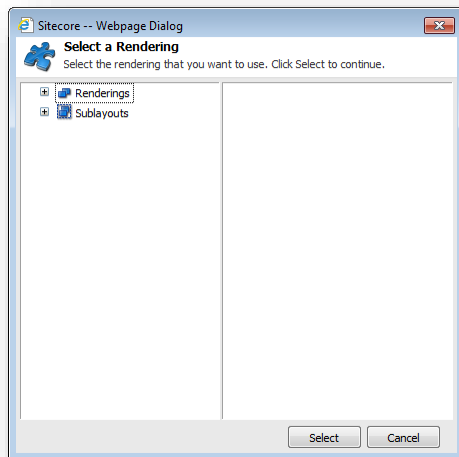 Sitecore -- Webpage Dialog
Select a Rendering
Select the rendering that you want to use. Click Select to continue.
Renderings
Sublayouts
Select
Cancel